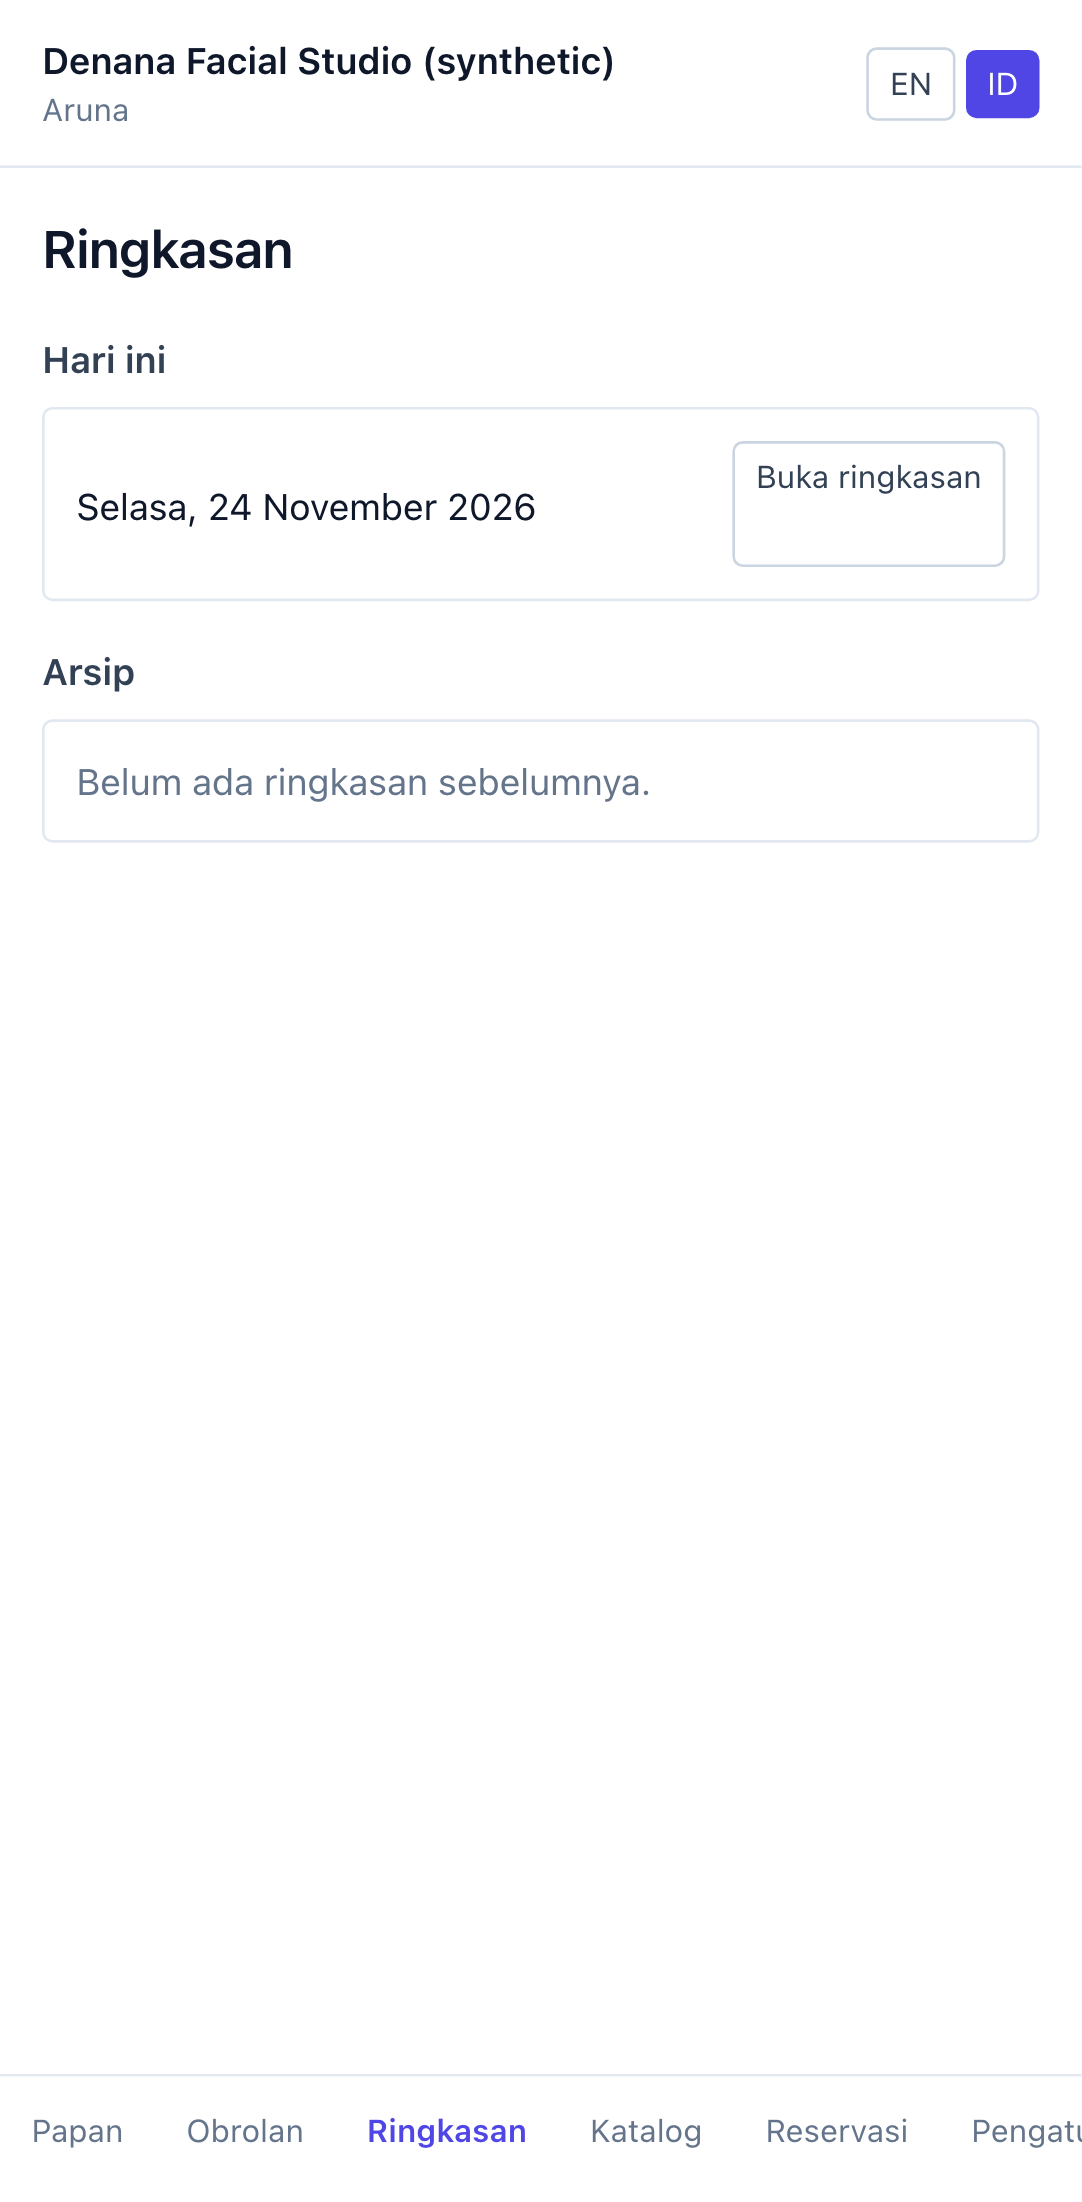 Denana Facial Studio (synthetic)
Aruna
EN
ID
Ringkasan
Hari ini
Selasa, 24 November 2026
Buka ringkasan
Arsip
Belum ada ringkasan sebelumnya.
Papan
Obrolan
Ringkasan
Katalog
Reservasi
Pengatu